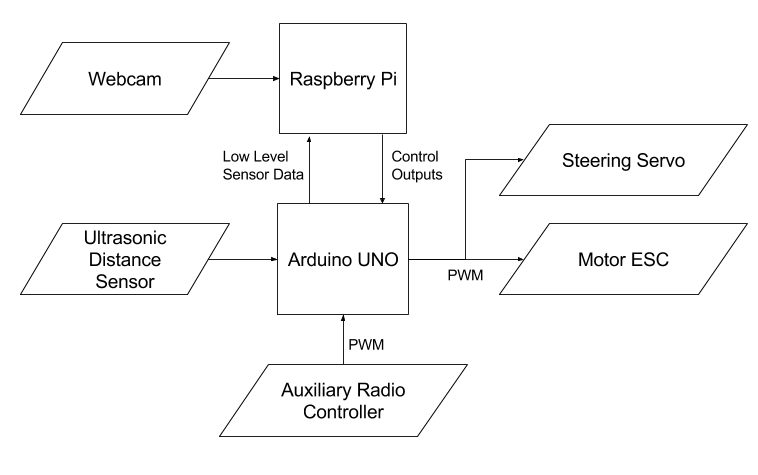 Webcam
Raspberry Pi
Low Level
Sensor Data
Control
Outputs
Steering Servo
Ultrasonic
Distance
Sensor
Arduino UNO
PWM
Motor ESC
PWM
Auxiliary Radio
Controller